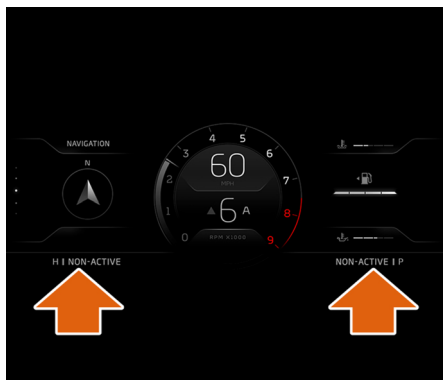 NAVIGATION
N
0
1
2
3
4
5
6
7
8
9
60
MPH
6 A
RPM X1000
H I NON-ACTIVE
NON-ACTIVE I P